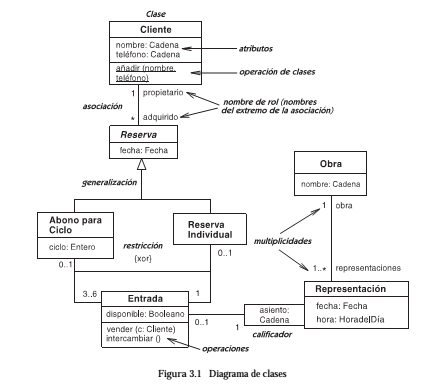 Clase
Cliente
nombre: Cadena
teléfono: Cadena
atributos
añadir (nombre,
teléfono)
operación de clases
1
propietario
asociación
nombre de rol (nombres
del extremo de la asociación)
* adquirido
Reserva
fecha: Fecha
generalización
Obra
nombre: Cadena
Abono para
Ciclo
ciclo: Entero
Reserva
Individual
restricción
{xor}
0..1
0..1
1
obra
multiplicidades
1..*
representaciones
3..6
1
Entrada
disponible: Booleano
vender (c: Cliente)
intercambiar ()
0..1
1
asiento:
Cadena
Representación
fecha: Fecha
hora: HoradelDía
calificador
operaciones
Figura 3.1 Diagrama de clases